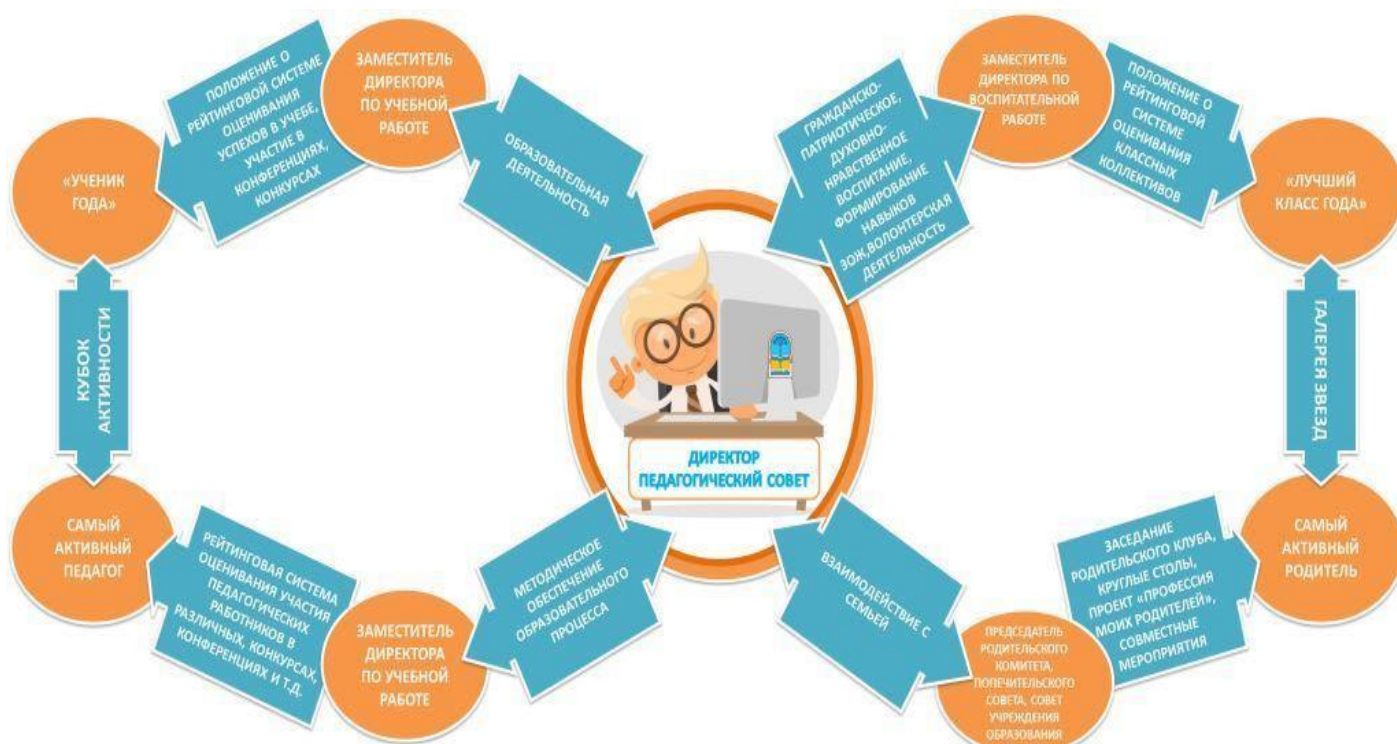 ПОЛОЖЕНИЕ О
РЕЙТИНГОВОЙ СИСТЕМЕ
ОЦЕНИВАНИЯ
УСПЕХОВ В УЧЕБЕ,
УЧАСТИЕ В
КОНФЕРЕНЦИЯХ,
КОНКУРСАХ
ЗАМЕСТИТЕЛЬ
ДИРЕКТОРА
ПО УЧЕБНОЙ
РАБОТЕ
ОБРАЗОВАТЕЛЬНАЯ
ДЕЯТЕЛЬНОСТЬ
ГРАЖДАНСКО-
ПАТРИОТИЧЕСКОЕ,
ДУХОВНО-
НРАВСТВЕННОЕ
ВОСПИТАНИЕ,
ФОРМИРОВАНИЕ
НАВЫКОВ
ЗОЖ,ВОЛОНТЕРСКАЯ
ДЕЯТЕЛЬНОСТЬ
ЗАМЕСТИТЕЛЬ
ДИРЕКТОРА ПО
ВОСПИТАТЕЛЬНОЙ
РАБОТЕ
ПОЛОЖЕНИЕ О
РЕЙТИНГОВОЙ
СИСТЕМЕ
ОЦЕНИВАНИЯ
КЛАССНЫХ
КОЛЛЕКТИВОВ
«УЧЕНИК
ГОДА»
«ЛУЧШИЙ
КЛАСС ГОДА»
КУБОК
АКТИВНОСТИ
ГАЛЕРЕЯ ЗВЕЗД
ДИРЕКТОР
ПЕДАГОГИЧЕСКИЙ СОВЕТ
САМЫЙ
АКТИВНЫЙ
ПЕДАГОГ
РЕЙТИНГОВАЯ СИСТЕМА
ОЦЕНИВАНИЯ УЧАСТИЯ
ПЕДАГОГИЧЕСКИХ
РАБОТНИКОВ В
РАЗЛИЧНЫХ, КОНКУРСАХ,
КОНФЕРЕНЦИЯХ И Т.Д.
ЗАМЕСТИТЕЛЬ
ДИРЕКТОРА
ПО УЧЕБНОЙ
РАБОТЕ
МЕТОДИЧЕСКОЕ
ОБЕСПЕЧЕНИЕ
ОБРАЗОВАТЕЛЬНОГО
ПРОЦЕССА
ВЗАИМОДЕЙСТВИЕ С
СЕМЬЕЙ
ПРЕДСЕДАТЕЛЬ
РОДИТЕЛЬСКОГО
КОМИТЕТА,
ПОПЕЧИТЕЛЬСКОГО
СОВЕТА, СОВЕТ
УЧРЕЖДЕНИЯ
ОБРАЗОВАНИЯ
ЗАСЕДАНИЕ
РОДИТЕЛЬСКОГО КЛУБА,
КРУГЛЫЕ СТОЛЫ,
ПРОЕКТ «ПРОФЕССИЯ
МОИХ РОДИТЕЛЕЙ»,
СОВМЕСТНЫЕ
МЕРОПРИЯТИЯ
САМЫЙ
АКТИВНЫЙ
РОДИТЕЛЬ